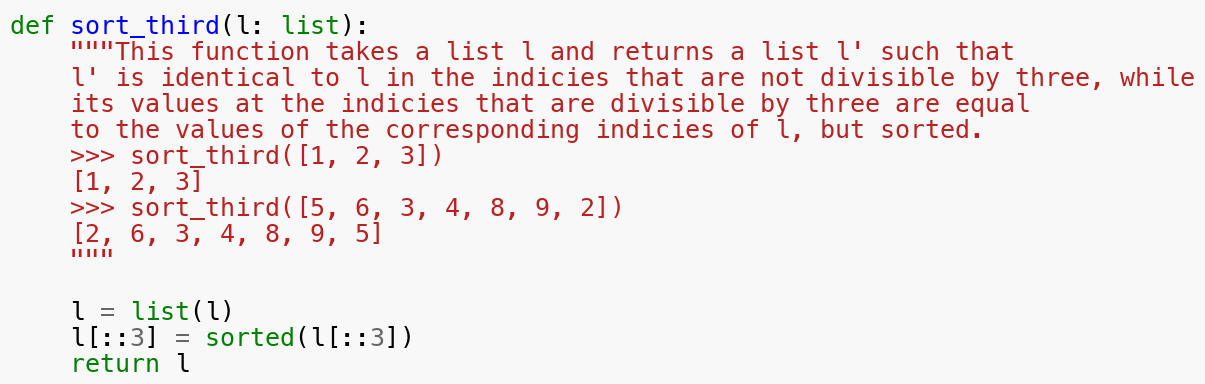 def sort_third(l: list):
    """This function takes a list l and returns a list l' such that
    l' is identical to l in the indicies that are not divisible by three, while
    its values at the indicies that are divisible by three are equal
    to the values of the corresponding indicies of l, but sorted.
    >>> sort_third([1, 2, 3])
    [1, 2, 3]
    >>> sort_third([5, 6, 3, 4, 8, 9, 2])
    [2, 6, 3, 4, 8, 9, 5]
    """

    l = list(l)
    l[::3] = sorted(l[::3])
    return l